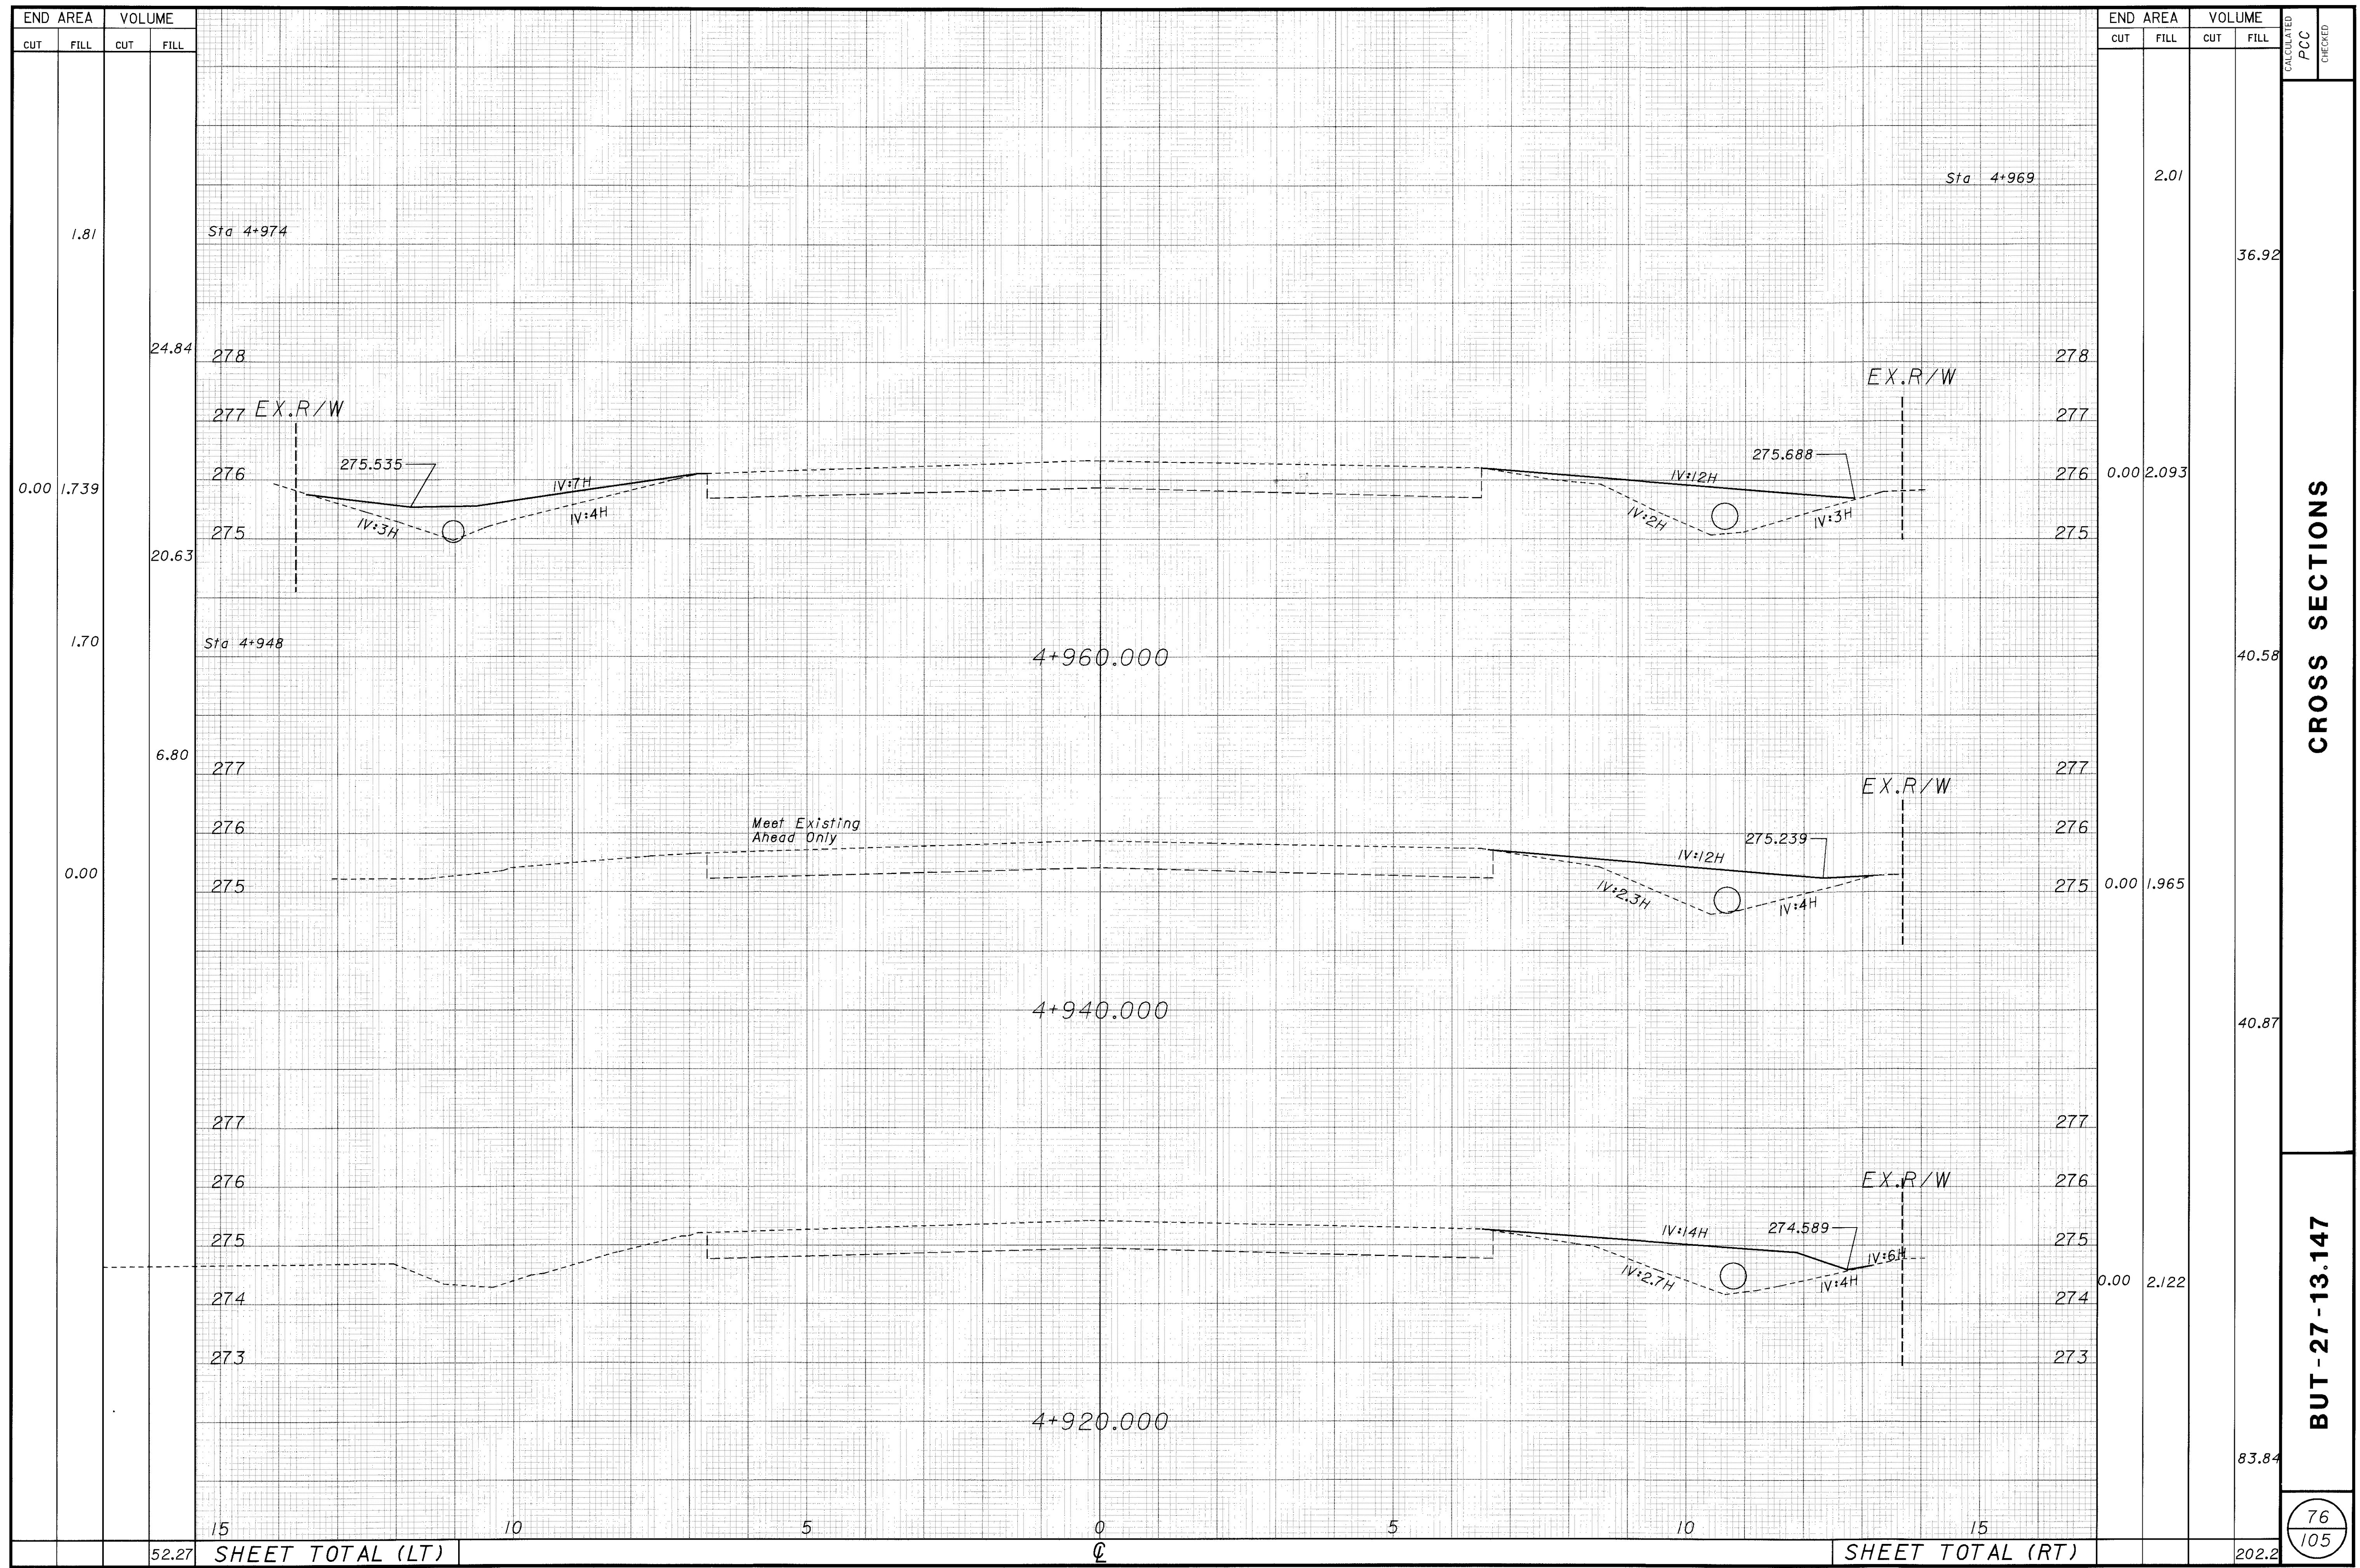 END AREA VOLUME
CUT FILL CUT FILL
END AREA VOLUME
CUT FILL CUT FILL
CALCULATED
PCC
CHECKED
Sta 4+969
2.01
1.81
Sta 4+974
36.92
24.84
278
278
EX.R/W
277
EX.R/W
277
276
275.535
1V:7H
275.688
1V:12H
276
0.00 1.739
0.00 2.093
1V:3H
1V:4H
1V:2H
1V:3H
275
275
20.63
1.70
Sta 4+948
4+960.000
40.58
6.80
277
277
EX.R/W
276
Meet Existing
Ahead Only
275.239
276
1V:12H
0.00
275
1V:2.3H
1V:4H
275
0.00 1.965
4+940.000
40.87
277
277
276
EX.R/W
276
275
1V:14H
274.589
275
1V:6H
1V:2.7H
1V:4H
0.00 2.122
274
274
273
273
4+920.000
83.84
15 10 5 0 5 10 15
52.27 SHEET TOTAL (LT)
℄
SHEET TOTAL (RT) 202.2
CROSS SECTIONS
BUT-27-13.147
76
105